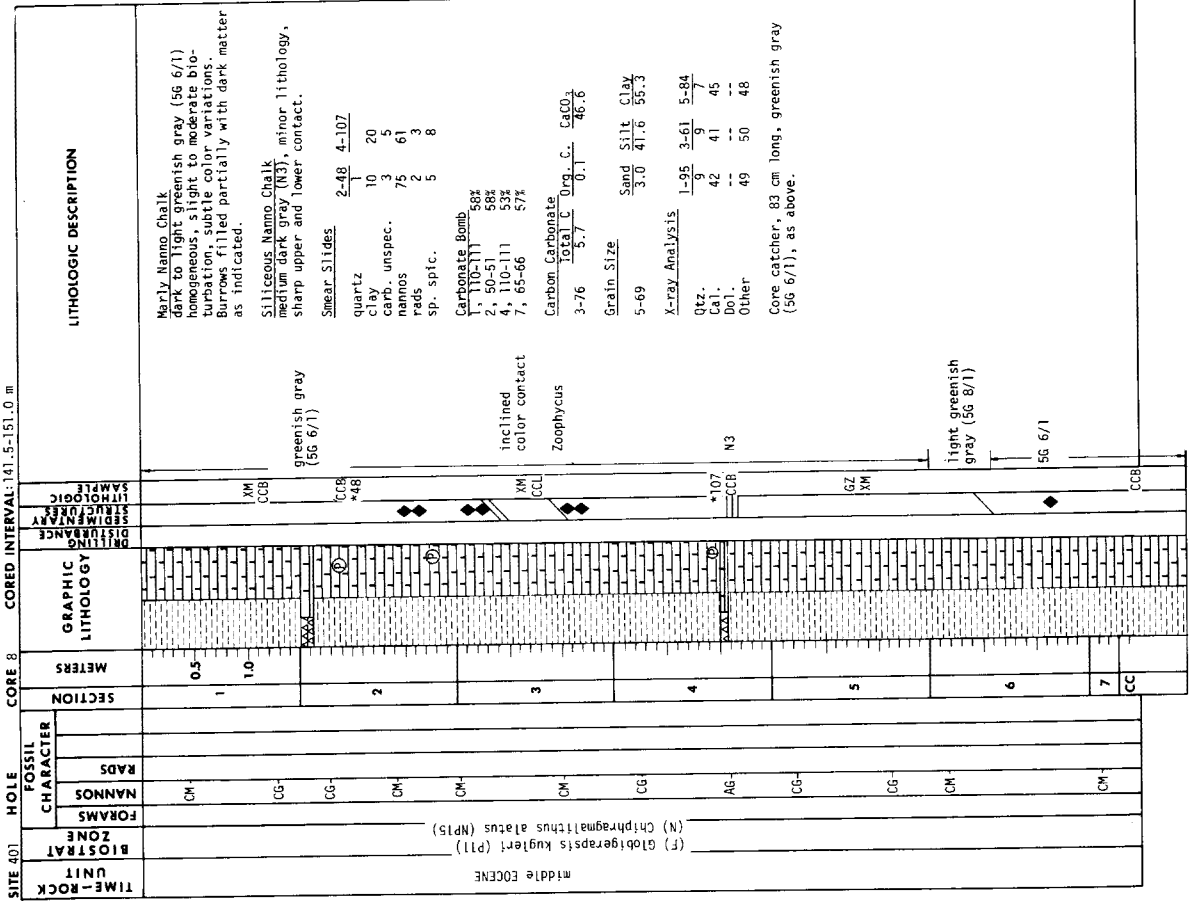 SITE 401 HOLE CORE 8 CORED INTERVAL: 141.5-151.0 m
TIME-ROCK UNIT
BIOSTRAT ZONE
FOSSIL CHARACTER
FORAMS
NANNOS
RADS
SECTION
METERS
GRAPHIC LITHOLOGY
DRILLING DISTURBANCE
SEDIMENTARY STRUCTURES
LITHOLOGIC SAMPLE
LITHOLOGIC DESCRIPTION
middle EOCENE
(F) Globigerapsis kugleri (P11)
(N) Chiphragmalithus alatus (NP15)
CM
CG
CG
CM
CM
CM
CG
AG
CG
CG
CM
CM
1
0.5
1.0
2
3
4
5
6
7
CC
P
P
P
XM
CCB
CCB
*48
XM
CCL
*107
CCB
GZ
XM
CCB
greenish gray
(5G 6/1)
inclined
color contact
Zoophycus
N3
light greenish
gray (5G 8/1)
5G 6/1
Marly Nanno Chalk
dark to light greenish gray (5G 6/1)
homogeneous, slight to moderate bio-
turbation, subtle color variations.
Burrows filled partially with dark matter
as indicated.
Siliceous Nanno Chalk
medium dark gray (N3), minor lithology,
sharp upper and lower contact.
Smear Slides
2-48 4-107
quartz 1
clay 10 20
carb. unspec. 3 5
nannos 75 61
rads 2 3
sp. spic. 5 8
Carbonate Bomb
1, 110-111 58%
2, 50-51 58%
4, 110-111 53%
7, 65-66 57%
Carbon Carbonate
Total C Org. C. CaCO3
3-76 5.7 0.1 46.6
Grain Size
Sand Silt Clay
5-69 3.0 41.6 55.3
X-ray Analysis
1-95 3-61 5-84
Qtz. 9 9 7
Cal. 42 41 45
Dol. -- -- --
Other 49 50 48
Core catcher, 83 cm long, greenish gray
(5G 6/1), as above.